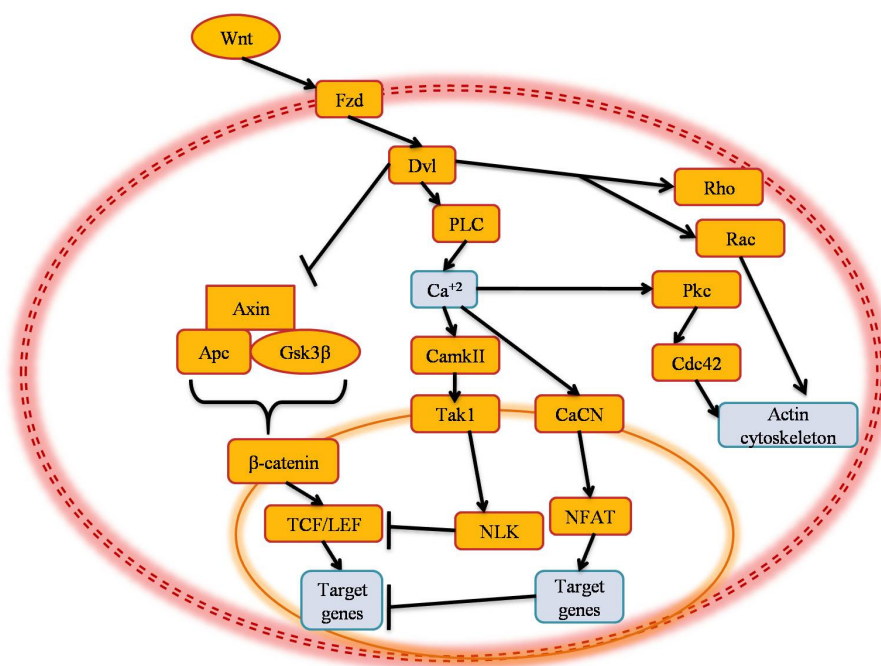 Wnt
Fzd
Dvl
Rho
PLC
Rac
Ca⁺²
Pkc
Axin
Apc
Gsk3β
CamkII
Cdc42
Tak1
CaCN
Actin
cytoskeleton
β-catenin
TCF/LEF
NLK
NFAT
Target
genes
Target
genes